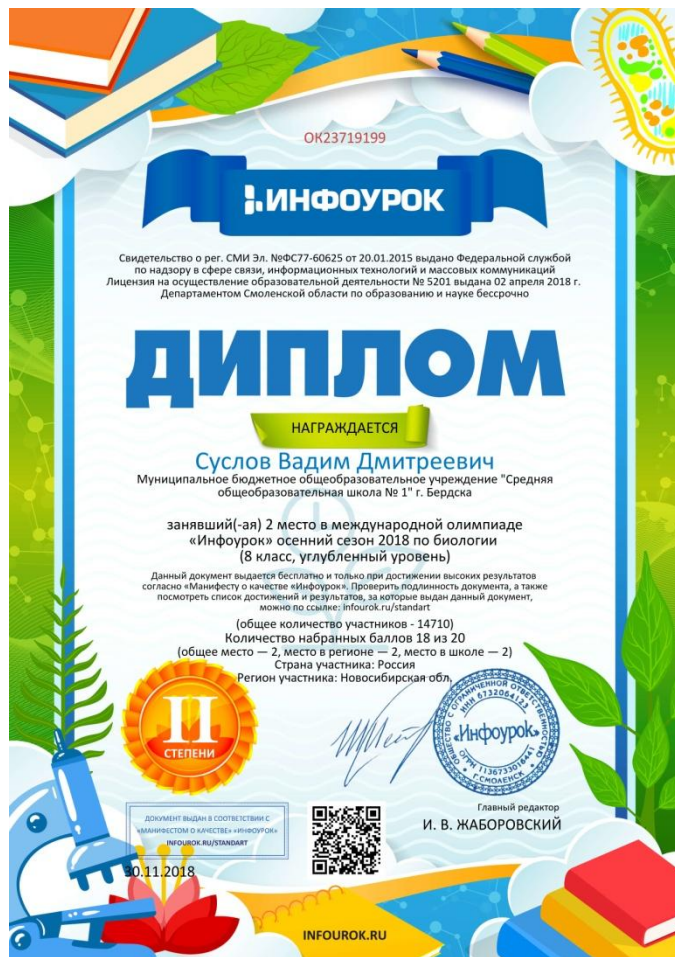 ОК23719199
ИНФОУРОК
Свидетельство о рег. СМИ Эл. №ФС77-60625 от 20.01.2015 выдано Федеральной службой
по надзору в сфере связи, информационных технологий и массовых коммуникаций
Лицензия на осуществление образовательной деятельности № 5201 выдана 02 апреля 2018 г.
Департаментом Смоленской области по образованию и науке бессрочно
ДИПЛОМ
НАГРАЖДАЕТСЯ
Суслов Вадим Дмитреевич
Муниципальное бюджетное общеобразовательное учреждение "Средняя
общеобразовательная школа № 1" г. Бердска
занявший(-ая) 2 место в международной олимпиаде
«Инфоурок» осенний сезон 2018 по биологии
(8 класс, углубленный уровень)
Данный документ выдается бесплатно и только при достижении высоких результатов
согласно «Манифесту о качестве «Инфоурок». Проверить подлинность документа, а также
посмотреть список достижений и результатов, за которые выдан данный документ,
можно по ссылке: infourok.ru/standart
(общее количество участников - 14710)
Количество набранных баллов 18 из 20
(общее место — 2, место в регионе — 2, место в школе — 2)
Страна участника: Россия
Регион участника: Новосибирская обл.
II
СТЕПЕНИ
ОБЩЕСТВО С ОГРАНИЧЕННОЙ ОТВЕТСТВЕННОСТЬЮ
ИНН 6732064123
«Инфоурок»
ОГРН 1136733016441
Г.СМОЛЕНСК
Главный редактор
И. В. ЖАБОРОВСКИЙ
ДОКУМЕНТ ВЫДАН В СООТВЕТСТВИИ С
«МАНИФЕСТОМ О КАЧЕСТВЕ» «ИНФОУРОК»
INFOUROK.RU/STANDART
30.11.2018
INFOUROK.RU